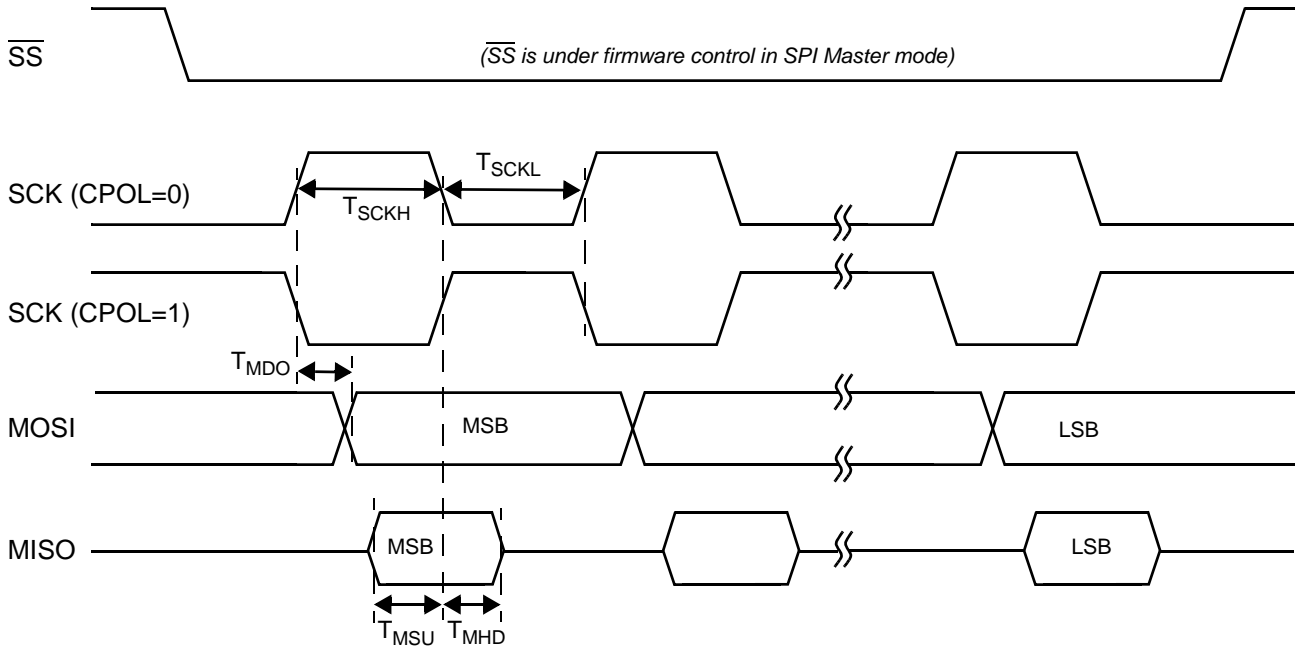 SS
(SS is under firmware control in SPI Master mode)
SCK (CPOL=0)
TSCKH
TSCKL
SCK (CPOL=1)
TMDO
MOSI
MSB
LSB
MISO
MSB
LSB
TMSU
TMHD